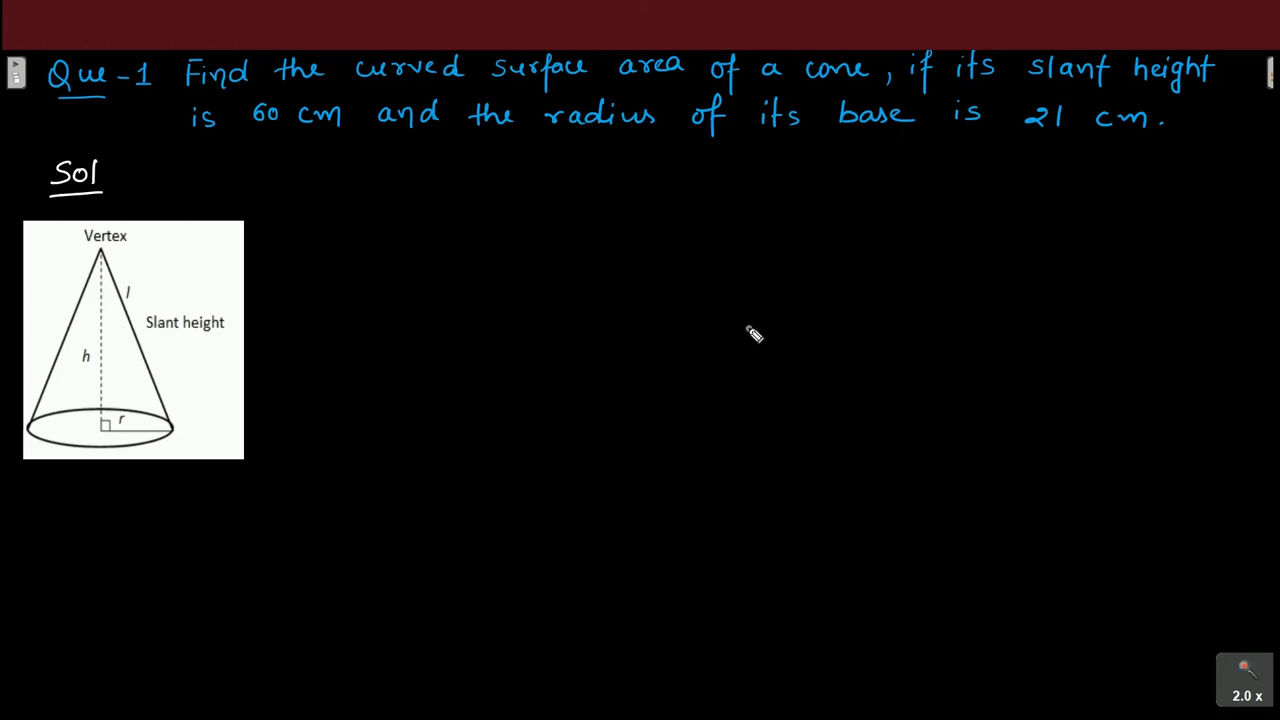 Que-1 Find the curved surface area of a cone, if its slant height
is 60 cm and the radius of its base is 21 cm.
Sol
Vertex
l
Slant height
h
r
2.0 x